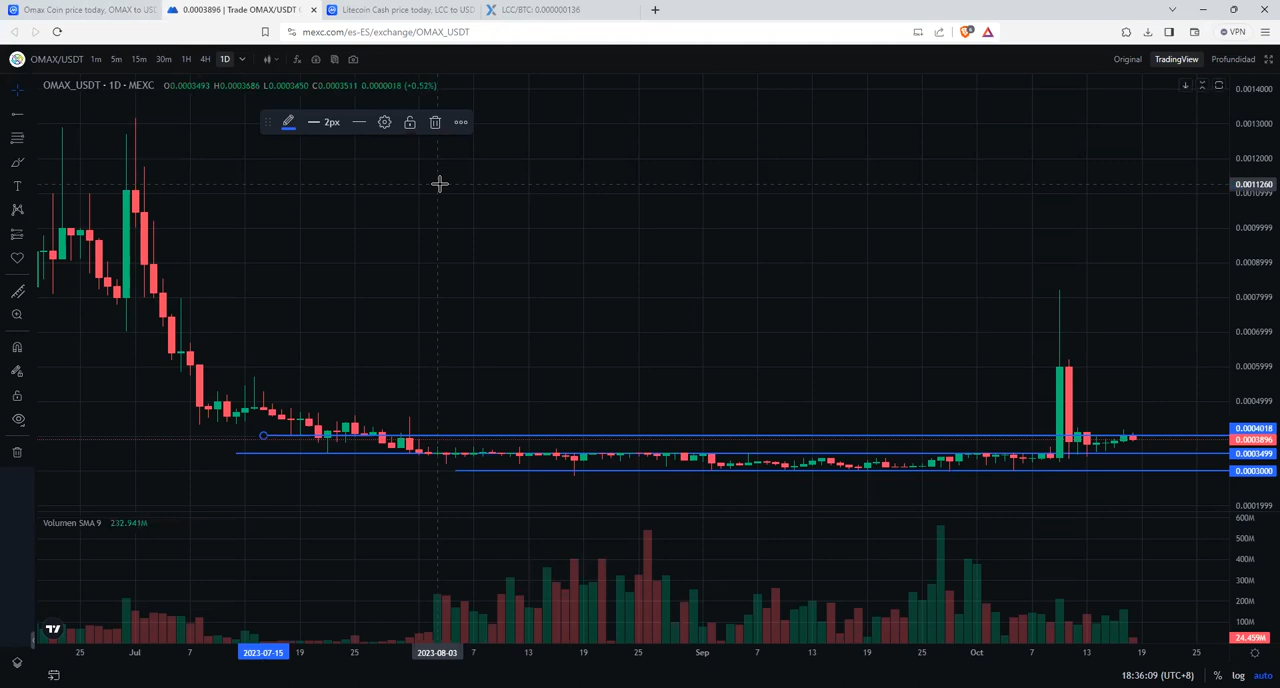 Omax Coin price today, OMAX to USD
0.0003896 | Trade OMAX/USDT
Litecoin Cash price today, LCC to USD
LCC/BTC: 0.000000136
mexc.com/es-ES/exchange/OMAX_USDT
VPN
OMAX/USDT 1m 5m 15m 30m 1H 4H 1D
Original TradingView Profundidad
OMAX_USDT · 1D · MEXC O0.0003493 H0.0003686 L0.0003450 C0.0003511 0.0000018 (+0.52%)
2px
0.0014000
0.0013000
0.0012000
0.0011260
0.0010999
0.0009999
0.0008999
0.0007999
0.0006999
0.0005999
0.0004999
0.0004018
0.0003896
0.0003499
0.0003000
0.0001999
Volumen SMA 9 232.941M
600M
500M
400M
300M
200M
100M
24.459M
25 Jul 7 2023-07-15 19 25 2023-08-03 7 13 19 25 Sep 7 13 19 25 Oct 7 13 19 25
18:36:09 (UTC+8) % log auto